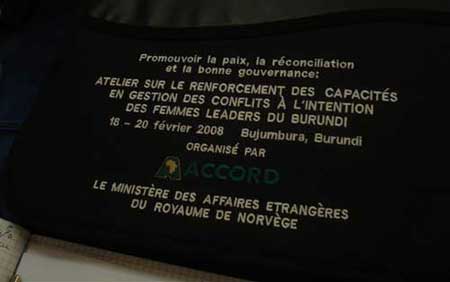 Promouvoir la paix, la réconciliation
et la bonne gouvernance:
ATELIER SUR LE RENFORCEMENT DES CAPACITÉS
EN GESTION DES CONFLITS À L'INTENTION
DES FEMMES LEADERS DU BURUNDI
18 - 20 février 2008 Bujumbura, Burundi
ORGANISÉ PAR
ACCORD
LE MINISTÈRE DES AFFAIRES ETRANGÈRES
DU ROYAUME DE NORVÈGE